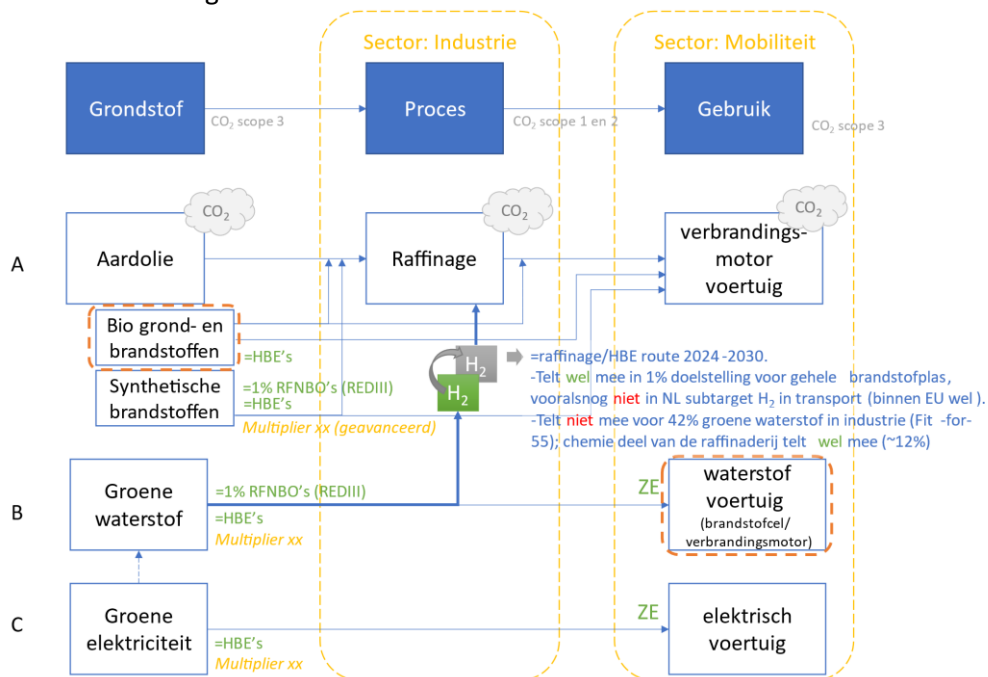 Sector: Industrie
Sector: Mobiliteit
Grondstof
CO2 scope 3
Proces
CO2 scope 1 en 2
Gebruik
CO2 scope 3
A
Aardolie
CO2
Raffinage
CO2
verbrandings-
motor
voertuig
CO2
Bio grond- en
brandstoffen
=HBE's
Synthetische
brandstoffen
=1% RFNBO's (REDIII)
=HBE's
Multiplier xx (geavanceerd)
H2
H2
=raffinage/HBE route 2024 -2030.
-Telt wel mee in 1% doelstelling voor gehele brandstofplas,
vooralsnog niet in NL subtarget H2 in transport (binnen EU wel ).
-Telt niet mee voor 42% groene waterstof in industrie (Fit -for-
55); chemie deel van de raffinaderij telt wel mee (~12%)
B
Groene
waterstof
=1% RFNBO's (REDIII)
=HBE's
Multiplier xx
ZE
waterstof
voertuig
(brandstofcel/
verbrandingsmotor)
C
Groene
elektriciteit
=HBE's
Multiplier xx
ZE
elektrisch
voertuig